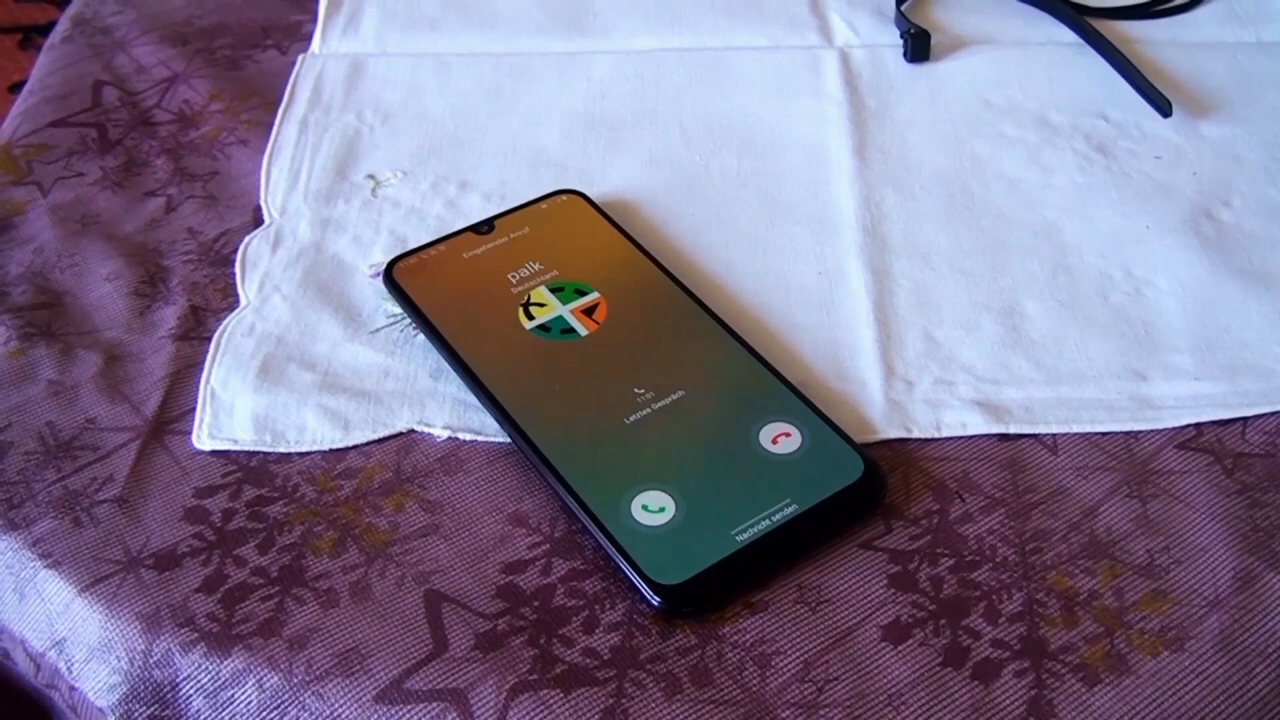 Eingehender Anruf
palk
Deutschland
11:01
Letztes Gespräch
Nachricht senden